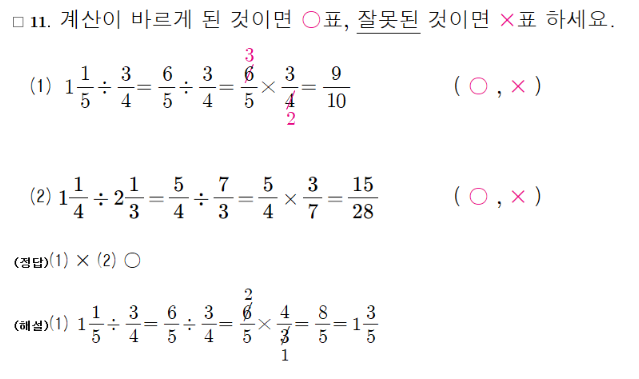 □ 11. 계산이 바르게 된 것이면 ○표, 잘못된 것이면 ×표 하세요.
(1) 1 1/5 ÷ 3/4 = 6/5 ÷ 3/4 = 6/5 × 3/4 = 9/10 ( ○ , × )
3
2
(2) 1 1/4 ÷ 2 1/3 = 5/4 ÷ 7/3 = 5/4 × 3/7 = 15/28 ( ○ , × )
(정답)(1) × (2) ○
(해설)(1) 1 1/5 ÷ 3/4 = 6/5 ÷ 3/4 = 6/5 × 4/3 = 8/5 = 1 3/5
2
1